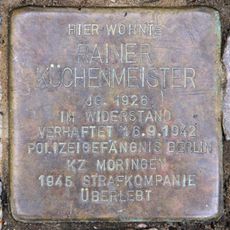 HIER WOHNTE
RAINER
KÜCHENMEISTER
JG. 1926
IM WIDERSTAND
VERHAFTET 16.9.1942
POLIZEIGEFÄNGNIS BERLIN
KZ MORINGEN
1945 STRAFKOMPANIE
ÜBERLEBT